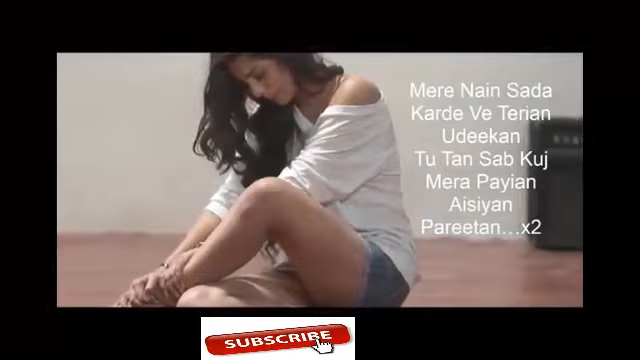 Mere Nain Sada
Karde Ve Terian
Udeekan
Tu Tan Sab Kuj
Mera Payian
Aisiyan
Pareetan...x2
SUBSCRIBE